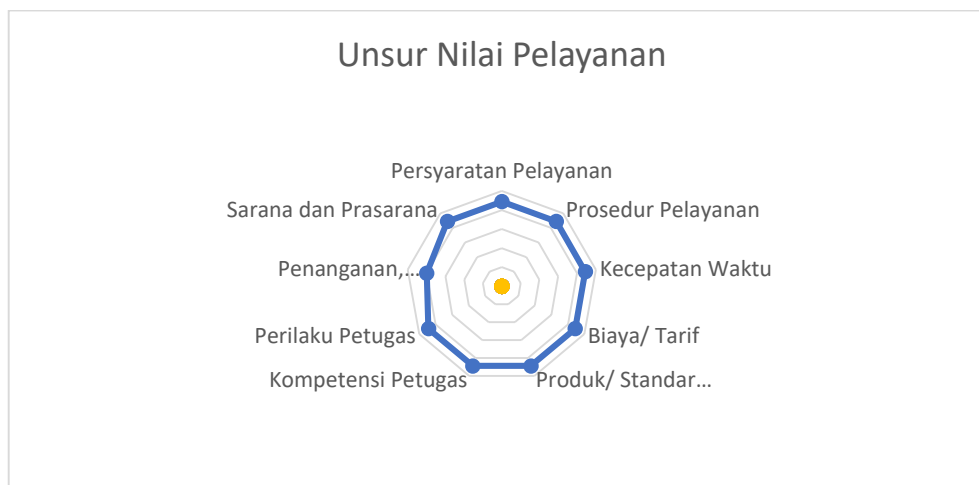 Unsur Nilai Pelayanan
Persyaratan Pelayanan
Prosedur Pelayanan
Kecepatan Waktu
Biaya/ Tarif
Produk/ Standar...
Kompetensi Petugas
Perilaku Petugas
Penanganan,...
Sarana dan Prasarana